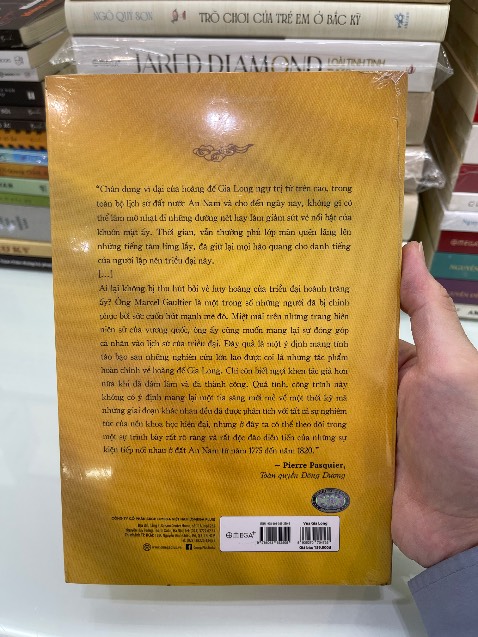 NGÔ QUÝ SƠN
TRÒ CHƠI CỦA TRẺ EM Ở BẮC KỲ
JARED DIAMOND
LOÀI TINH TINH
“Chân dung vĩ đại của hoàng đế Gia Long ngự trị từ trên cao, trong
toàn bộ lịch sử đất nước An Nam và cho đến ngày nay, không gì có
thể làm mờ nhạt đi những đường nét hay làm giảm sút vẻ nổi bật của
khuôn mặt ấy. Thời gian, vẫn thường phủ màn quên lãng lên
những tiếng tăm lừng lẫy, đã giữ lại mọi hào quang cho danh tiếng
của người lập nên triều đại này.
[...]
Ai lại không bị thu hút bởi vẻ huy hoàng của triều đại hoành tráng
ấy? Ông Marcel Gaultier là một trong số những người đã bị chinh
phục bởi sức cuốn hút mạnh mẽ đó. Miệt mài trên những trang biên
niên sử của vương quốc, ông ấy cũng muốn mang lại sự đóng góp
cá nhân vào lịch sử của triều đại. Đây quả là một ý định mang tính
táo bạo sau những nghiên cứu lớn lao được coi là những tác phẩm
hoàn chỉnh về hoàng đế Gia Long. Chỉ còn biết ngợi khen tác giả hơn
nữa khi đã dám làm và đã thành công. Quả tình, công trình này
không có ý định mang lại một tia sáng mới mẻ về một thời kỳ mà
những giai đoạn khác nhau đều đã được phân tích với tất cả sự nghiêm
túc của nền khoa học hiện đại, nhưng ở đây ta có thể theo dõi trong
một sự trình bày rất rõ ràng và rất độc đáo diễn tiến của những sự
kiện tiếp nối nhau ở đất An Nam từ năm 1775 đến năm 1820.”
– Pierre Pasquier,
Toàn quyền Đông Dương
OMEGA+
Vua Gia Long
Giá bán: 159.000đ